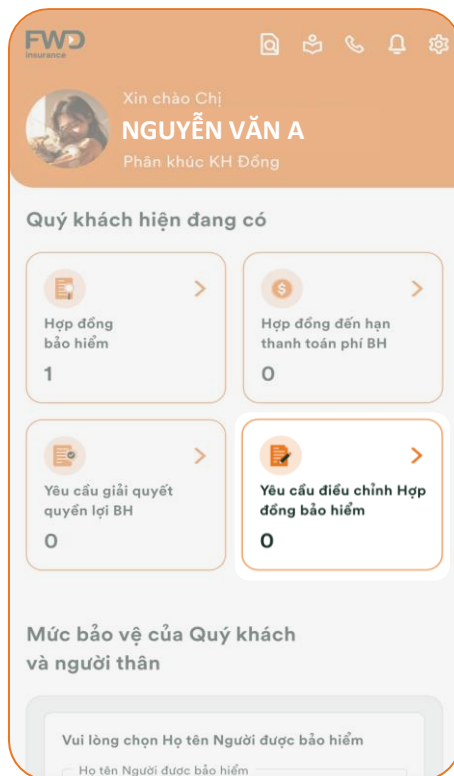 FWD
insurance
Xin chào Chị
NGUYỄN VĂN A
Phân khúc KH Đồng
Quý khách hiện đang có
Hợp đồng
bảo hiểm
1
Hợp đồng đến hạn
thanh toán phí BH
0
Yêu cầu giải quyết
quyền lợi BH
0
Yêu cầu điều chỉnh Hợp
đồng bảo hiểm
0
Mức bảo vệ của Quý khách
và người thân
Vui lòng chọn Họ tên Người được bảo hiểm
Họ tên Người được bảo hiểm